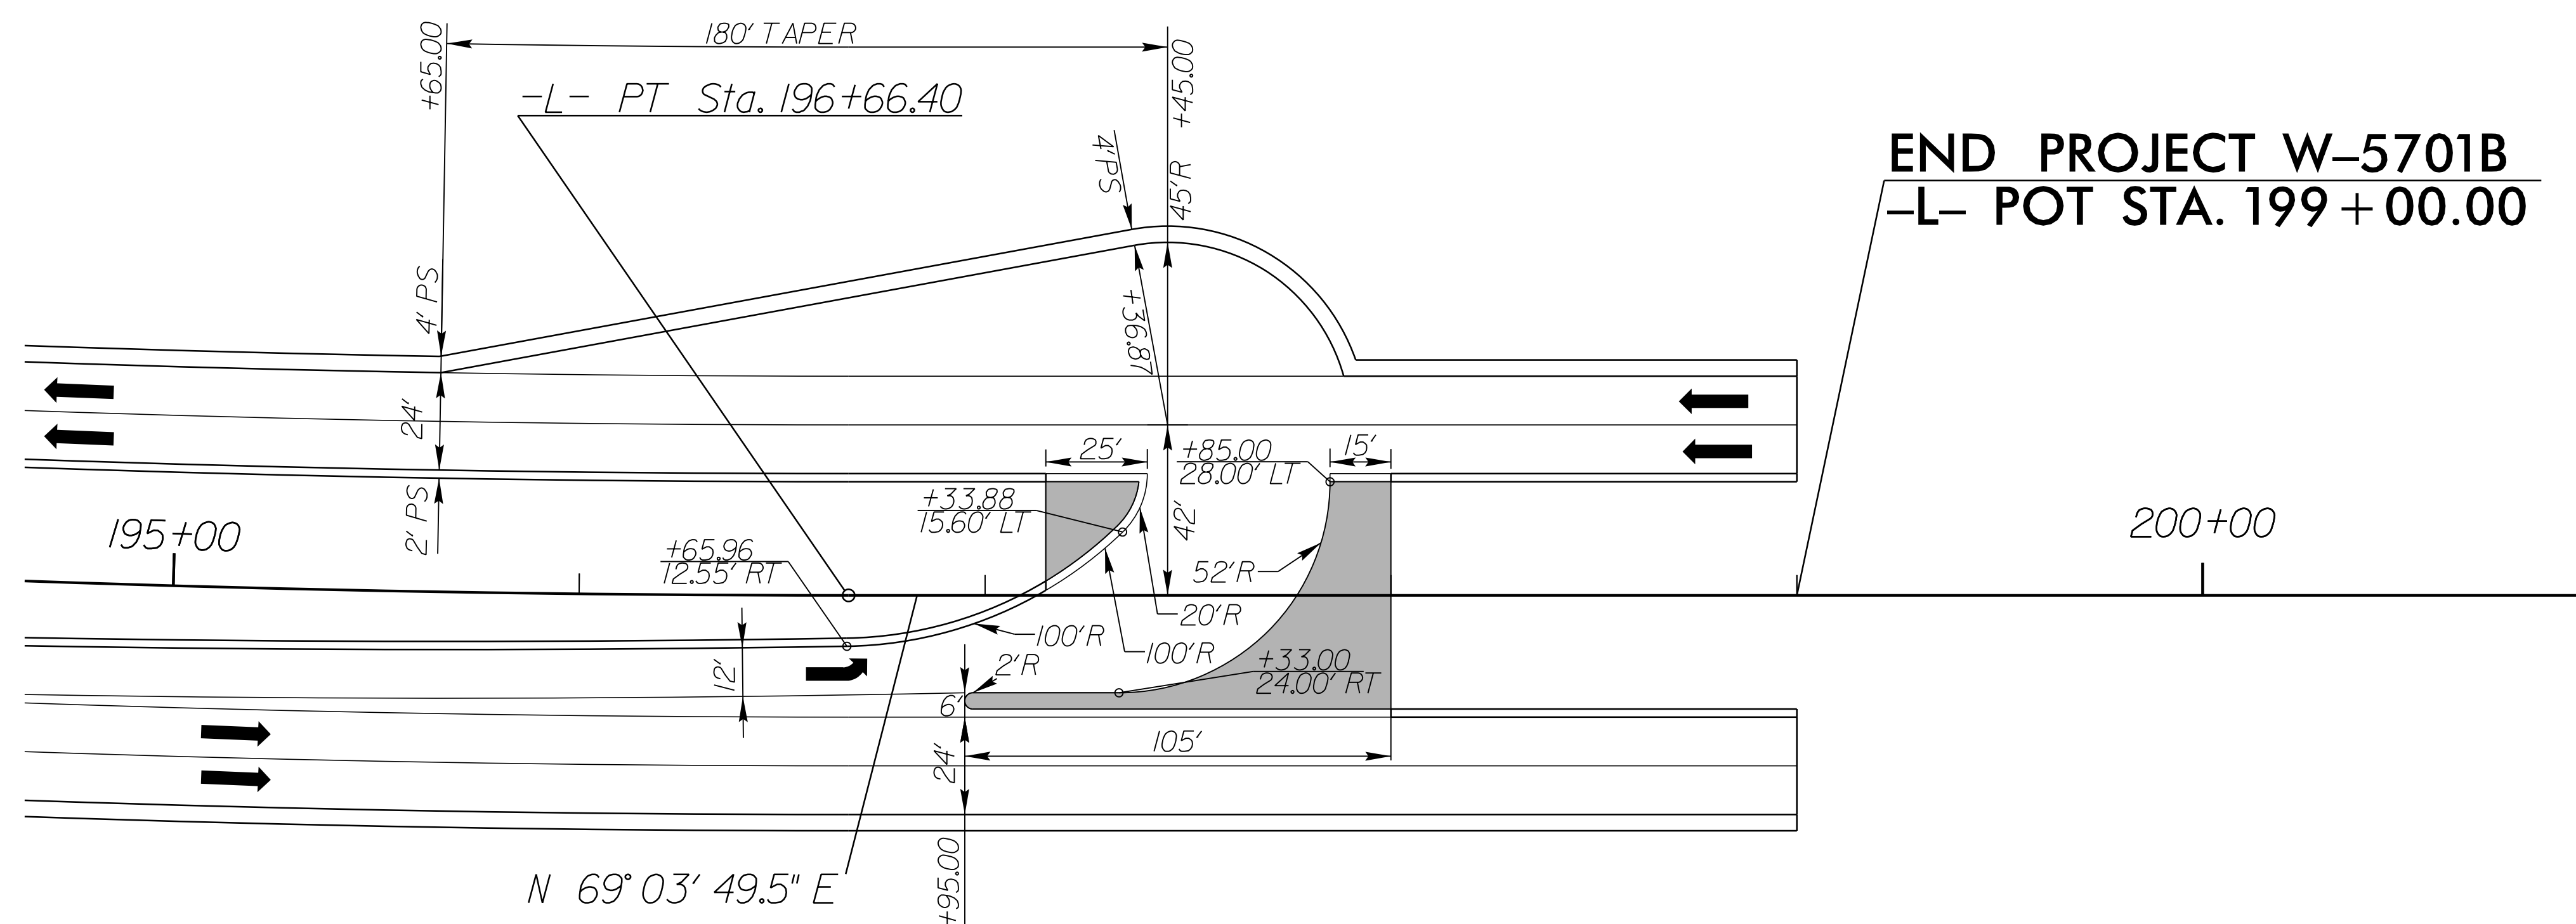 180' TAPER
+65.00
+45.00
-L- PT Sta. 196+66.40
END PROJECT W-5701B
-L- POT STA. 199+00.00
4' PS
45'R
4' PS
+36.87
24'
25'
+85.00
28.00' LT
15'
2' PS
+33.88
15.60' LT
42'
195+00
200+00
+65.96
12.55' RT
52'R
20'R
100'R
100'R
12'
2'R
+33.00
24.00' RT
6'
24'
105'
+95.00
N 69° 03' 49.5" E